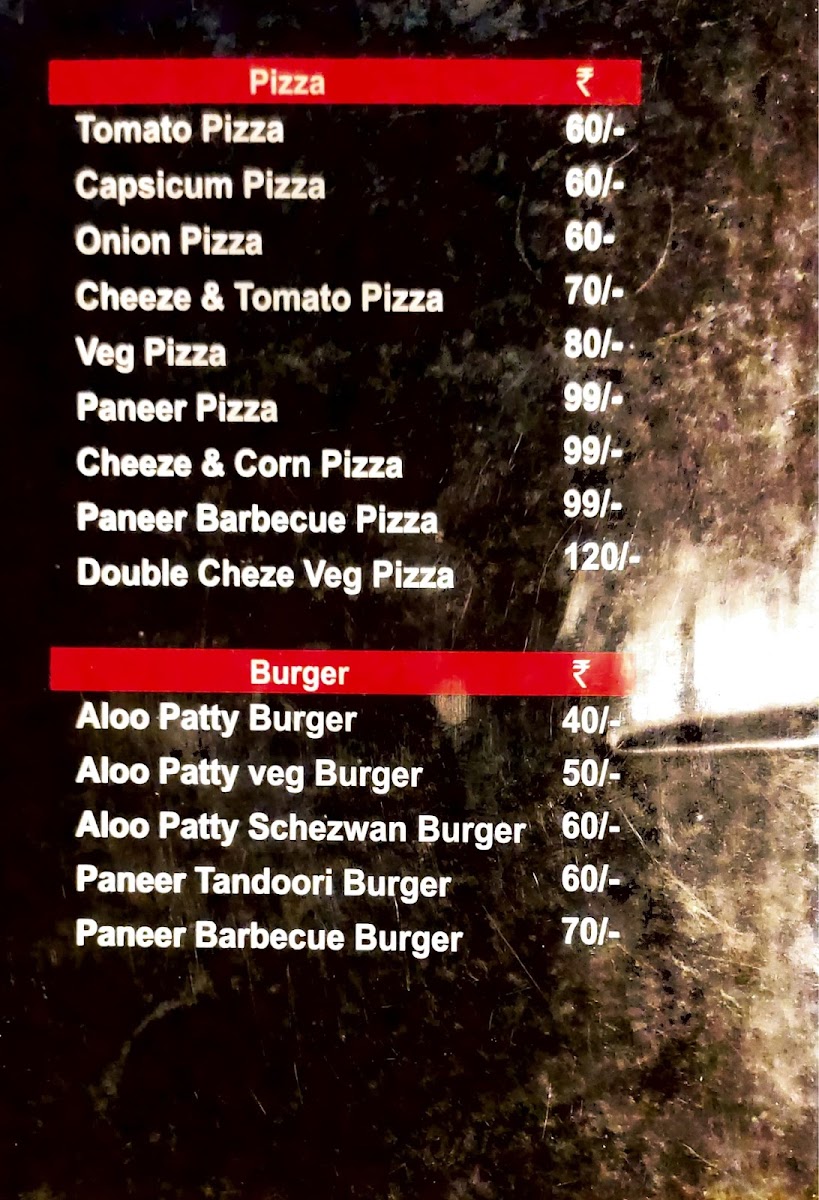 Pizza ₹
Tomato Pizza 60/-
Capsicum Pizza 60/-
Onion Pizza 60-
Cheeze & Tomato Pizza 70/-
Veg Pizza 80/-
Paneer Pizza 99/-
Cheeze & Corn Pizza 99/-
Paneer Barbecue Pizza 99/-
Double Cheze Veg Pizza 120/-
Burger ₹
Aloo Patty Burger 40/-
Aloo Patty veg Burger 50/-
Aloo Patty Schezwan Burger 60/-
Paneer Tandoori Burger 60/-
Paneer Barbecue Burger 70/-